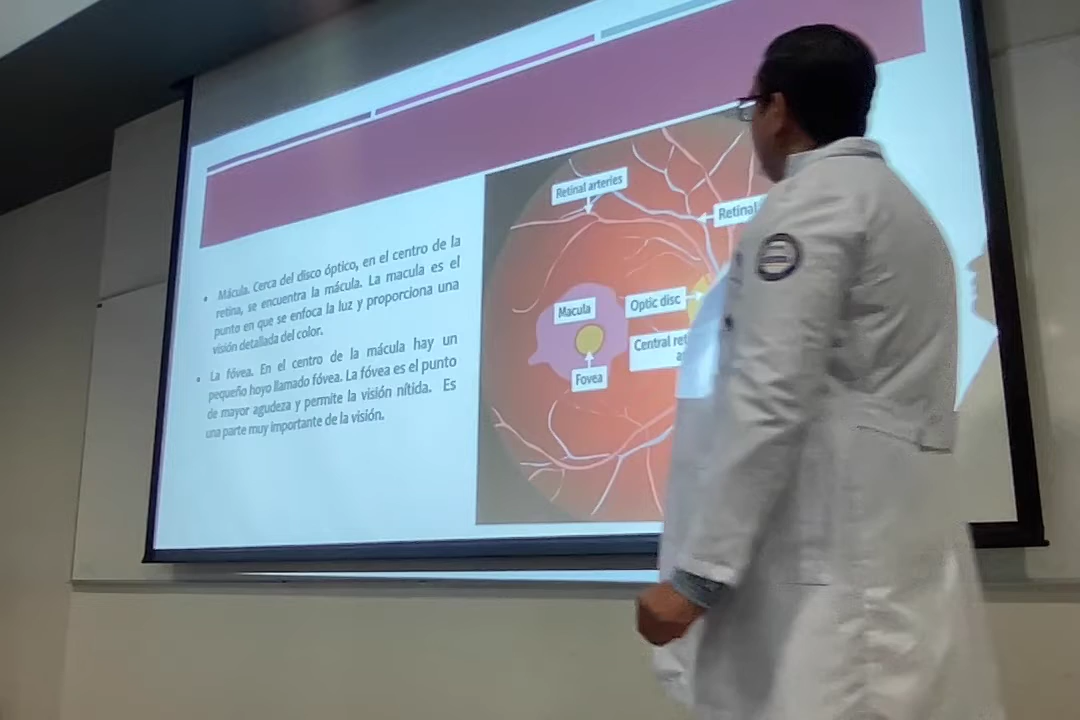 Mácula. Cerca del disco óptico, en el centro de la
retina, se encuentra la mácula. La macula es el
punto en que se enfoca la luz y proporciona una
visión detallada del color.
La fóvea. En el centro de la mácula hay un
pequeño hoyo llamado fóvea. La fóvea es el punto
de mayor agudeza y permite la visión nítida. Es
una parte muy importante de la visión.
Retinal arteries
Retinal
Macula
Optic disc
Central
Fovea